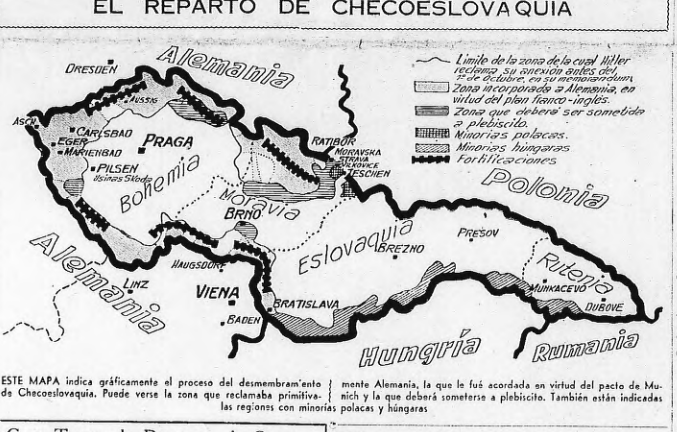 EL REPARTO DE CHECOESLOVAQUIA
Límite de la zona de la cual Hitler
reclama su anexión antes del
1º de Octubre, en su memorandum,
Zona incorporada a Alemania, en
virtud del plan franco-inglés.
Zona que deberá ser sometida
a plebiscito.
Minorias polacas.
Minorias húngaras
Fortificaciones
Alemania
DRESDEN
AUSSIG
ASCH
CARLSBAD
EGER
MARIENBAD
PRAGA
PILSEN
Usinas Skoda
Bohemia
RATIBOR
MORAVSKA
STRAVA
TESCHEN
Polonia
Moravia
BRNO
Eslovaquia
BREZNO
PRESOV
Rutenia
MUNKACEVO
DUBOVE
Alemania
LINZ
HAUGSDORF
VIENA
BADEN
BRATISLAVA
Hungría
Rumania
ESTE MAPA indica gráficamente el proceso del desmembramiento
de Checoeslovaquia. Puede verse la zona que reclamaba primitiva-
mente Alemania, la que le fué acordada en virtud del pacto de Mu-
nich y la que deberá someterse a plebiscito. También están indicadas
las regiones con minorías polacas y húngaras